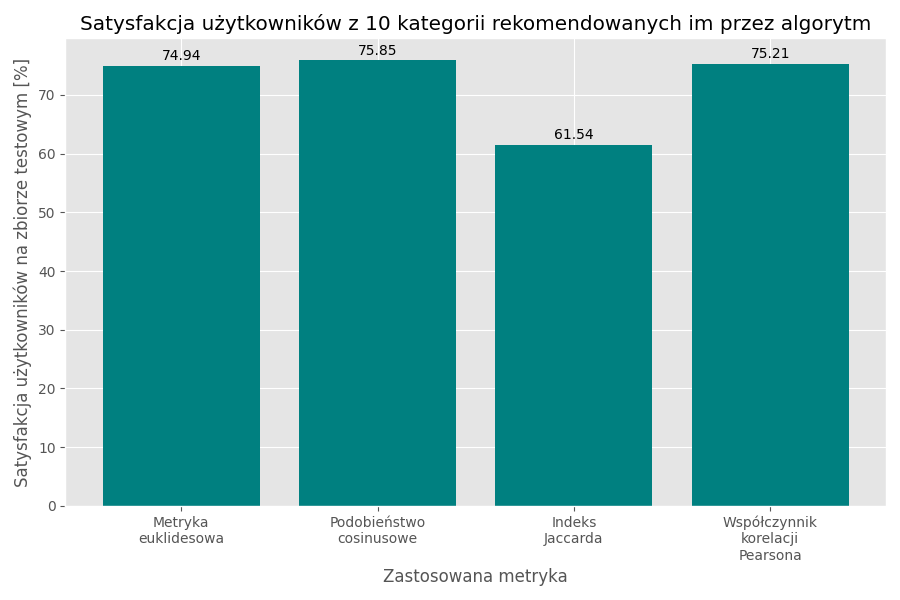 Satysfakcja użytkowników z 10 kategorii rekomendowanych im przez algorytm
Satysfakcja użytkowników na zbiorze testowym [%]
70
60
50
40
30
20
10
0
74.94
75.85
61.54
75.21
Metryka
euklidesowa
Podobieństwo
cosinusowe
Indeks
Jaccarda
Współczynnik
korelacji
Pearsona
Zastosowana metryka